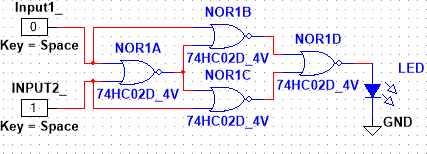 Input1_
0
Key = Space
NOR1B
NOR1A
74HC02D_4V
NOR1D
74HC02D_4V
NOR1C
74HC02D_4V
LED
INPUT2_
1
Key = Space
74HC02D_4V
GND